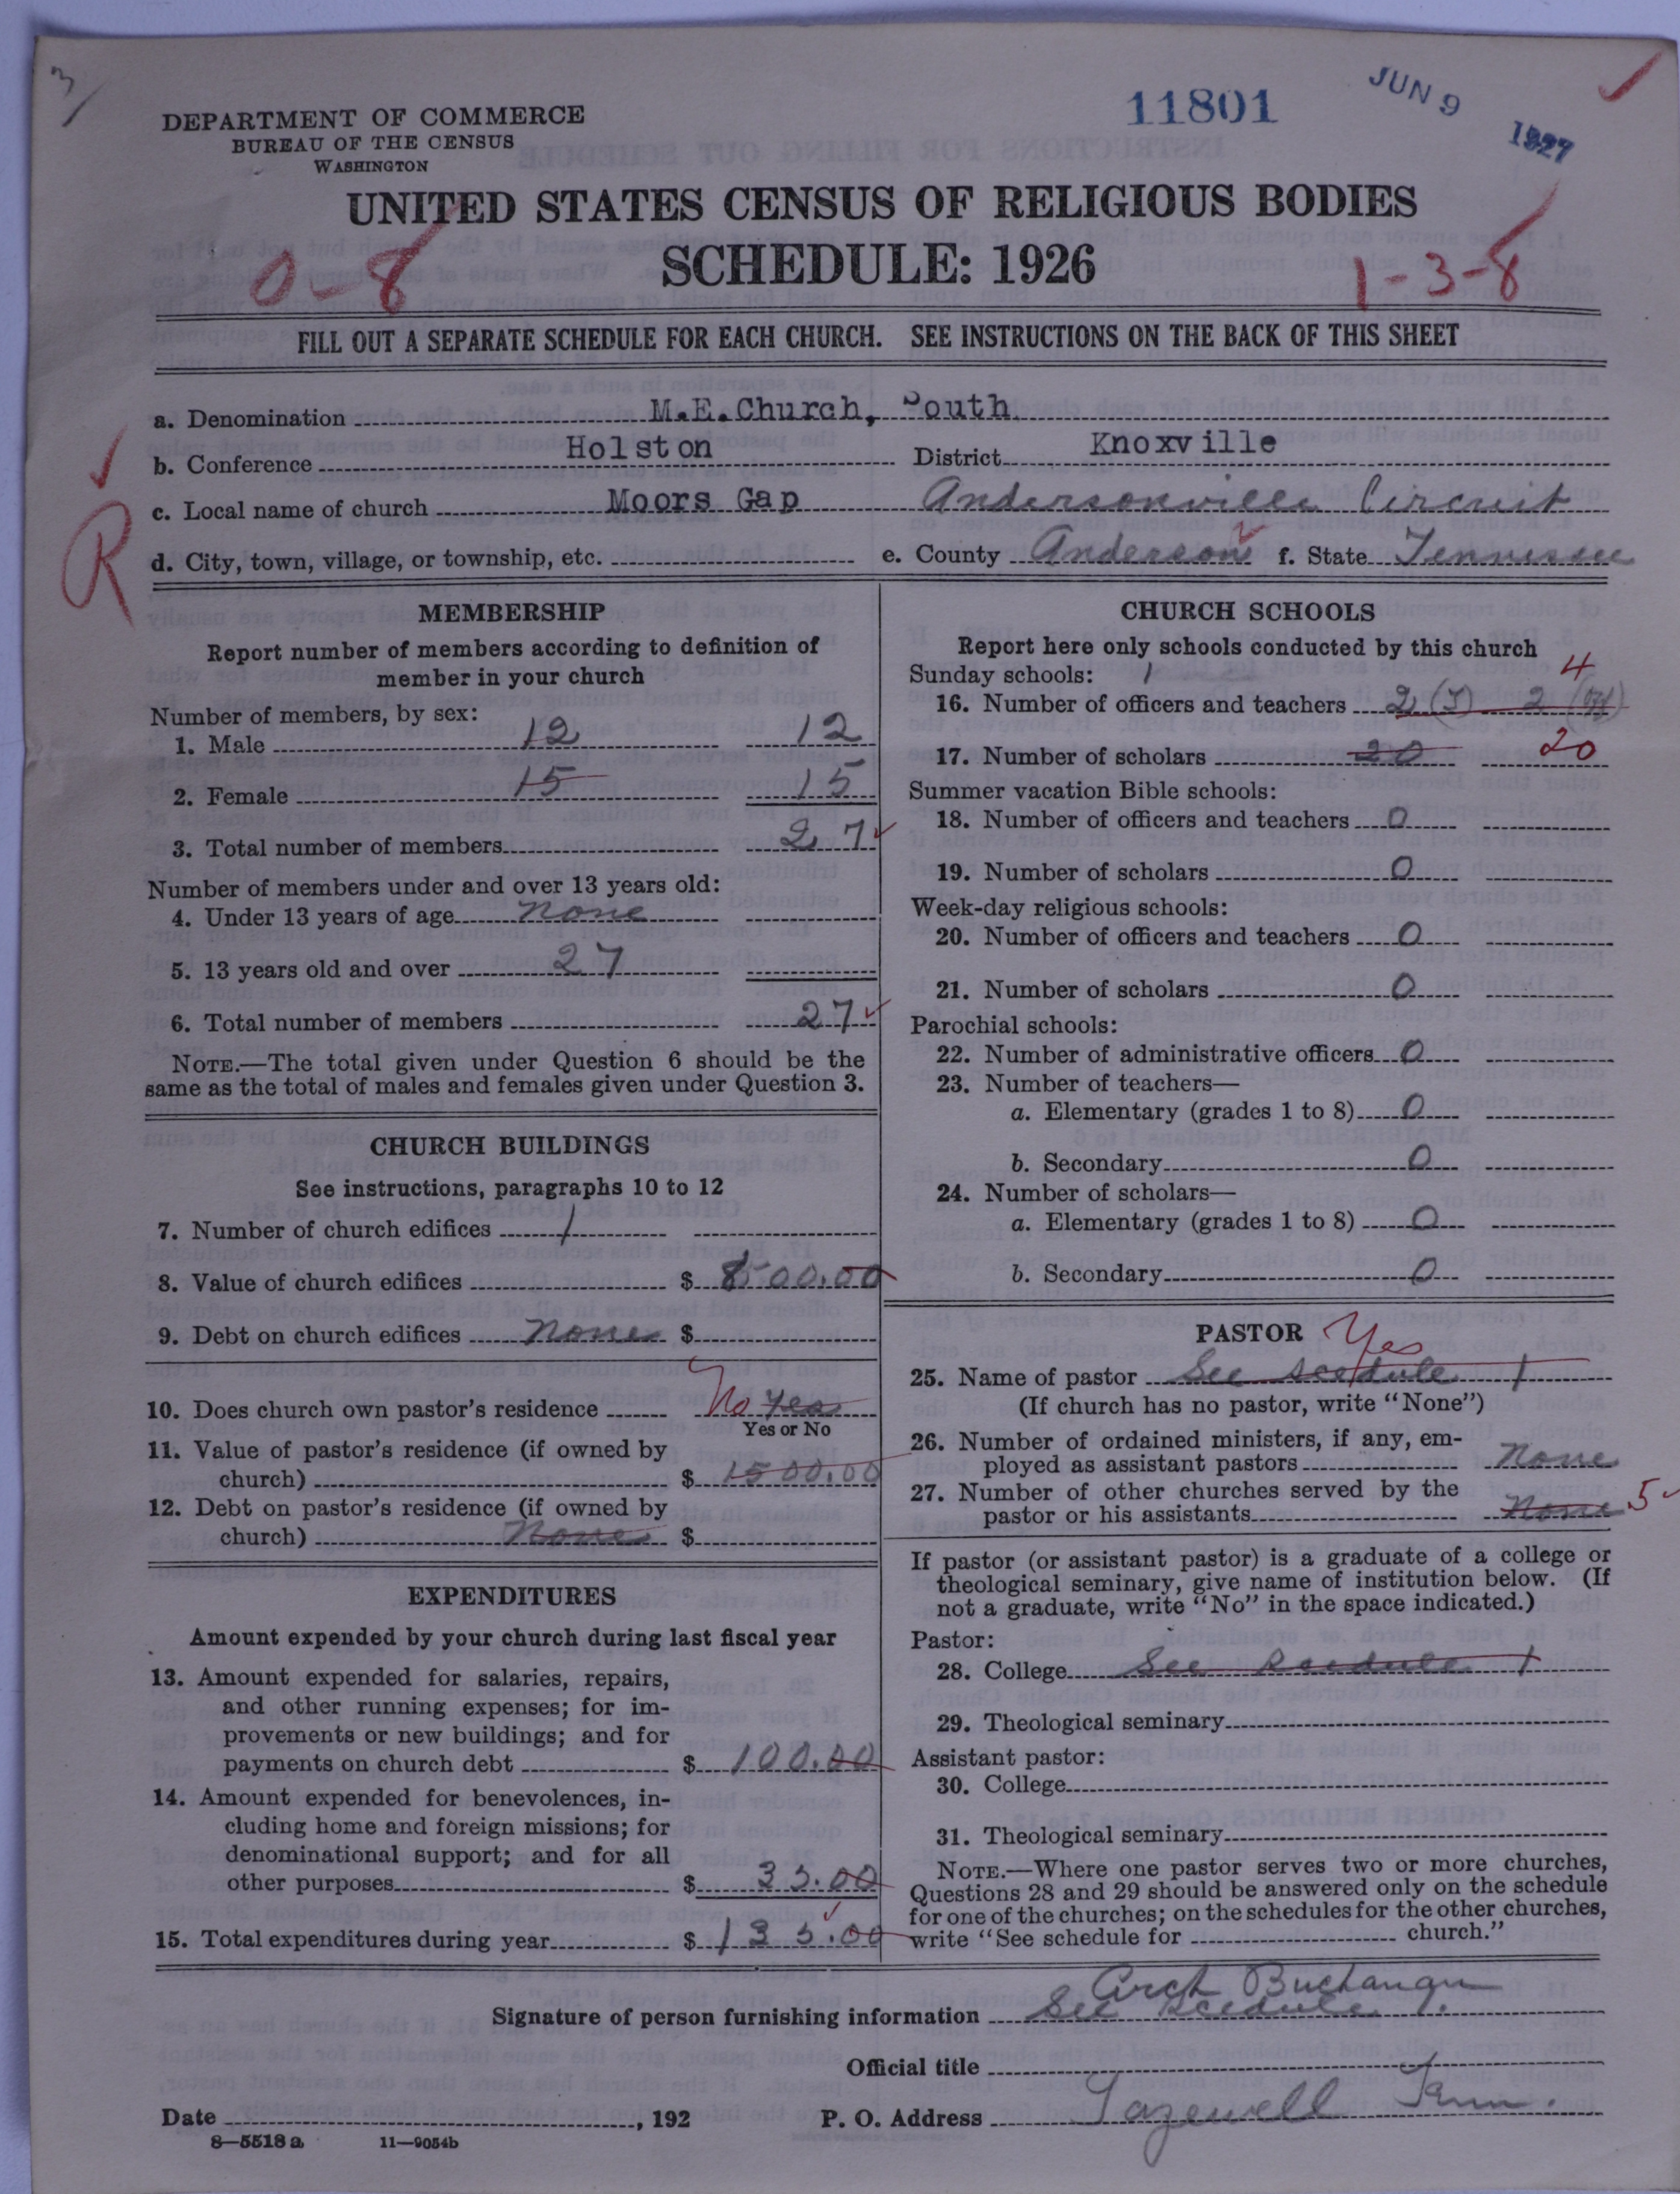 3/
11801
JUN 9 1927
DEPARTMENT OF COMMERCE
BUREAU OF THE CENSUS
WASHINGTON
UNITED STATES CENSUS OF RELIGIOUS BODIES
SCHEDULE: 1926
0-8
1-3-8
FILL OUT A SEPARATE SCHEDULE FOR EACH CHURCH. SEE INSTRUCTIONS ON THE BACK OF THIS SHEET
a. Denomination M.E.Church, South
b. Conference Holston District Knoxville
c. Local name of church Moors Gap Andersonville Circuit
R
d. City, town, village, or township, etc. e. County Anderson f. State Tennessee
MEMBERSHIP
Report number of members according to definition of
member in your church
Number of members, by sex:
1. Male 12 12
2. Female 15 15
3. Total number of members 27
Number of members under and over 13 years old:
4. Under 13 years of age none
5. 13 years old and over 27
6. Total number of members 27
NOTE.—The total given under Question 6 should be the
same as the total of males and females given under Question 3.
CHURCH BUILDINGS
See instructions, paragraphs 10 to 12
7. Number of church edifices 1
8. Value of church edifices $ 500.00
9. Debt on church edifices none $
10. Does church own pastor's residence No Yes
Yes or No
11. Value of pastor's residence (if owned by
church) $ 1500.00
12. Debt on pastor's residence (if owned by
church) None $
EXPENDITURES
Amount expended by your church during last fiscal year
13. Amount expended for salaries, repairs,
and other running expenses; for im-
provements or new buildings; and for
payments on church debt $ 100.00
14. Amount expended for benevolences, in-
cluding home and foreign missions; for
denominational support; and for all
other purposes $ 35.00
15. Total expenditures during year $ 135.00
CHURCH SCHOOLS
Report here only schools conducted by this church
Sunday schools: 1
4
16. Number of officers and teachers 2 (T) 2 (Off)
17. Number of scholars 20 20
Summer vacation Bible schools:
18. Number of officers and teachers 0
19. Number of scholars 0
Week-day religious schools:
20. Number of officers and teachers 0
21. Number of scholars 0
Parochial schools:
22. Number of administrative officers 0
23. Number of teachers—
a. Elementary (grades 1 to 8) 0
b. Secondary 0
24. Number of scholars—
a. Elementary (grades 1 to 8) 0
b. Secondary 0
PASTOR Yes
25. Name of pastor See scedule 1
(If church has no pastor, write "None")
26. Number of ordained ministers, if any, em-
ployed as assistant pastors None
27. Number of other churches served by the
pastor or his assistants None 5
If pastor (or assistant pastor) is a graduate of a college or
theological seminary, give name of institution below. (If
not a graduate, write "No" in the space indicated.)
Pastor:
28. College See scedule 1
29. Theological seminary
Assistant pastor:
30. College
31. Theological seminary
NOTE.—Where one pastor serves two or more churches,
Questions 28 and 29 should be answered only on the schedule
for one of the churches; on the schedules for the other churches,
write "See schedule for church."
Arch Buchanan
Signature of person furnishing information See scedule 1.
Official title
Date , 192 P. O. Address Tazewell Tenn.
8—5518 a 11—9054b